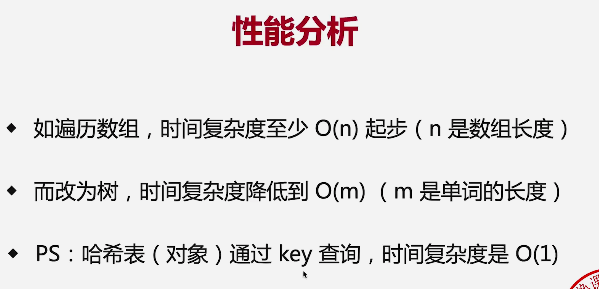 性能分析
如遍历数组，时间复杂度至少 O(n) 起步（n 是数组长度）
而改为树，时间复杂度降低到 O(m) （m 是单词的长度）
PS：哈希表（对象）通过 key 查询，时间复杂度是 O(1)